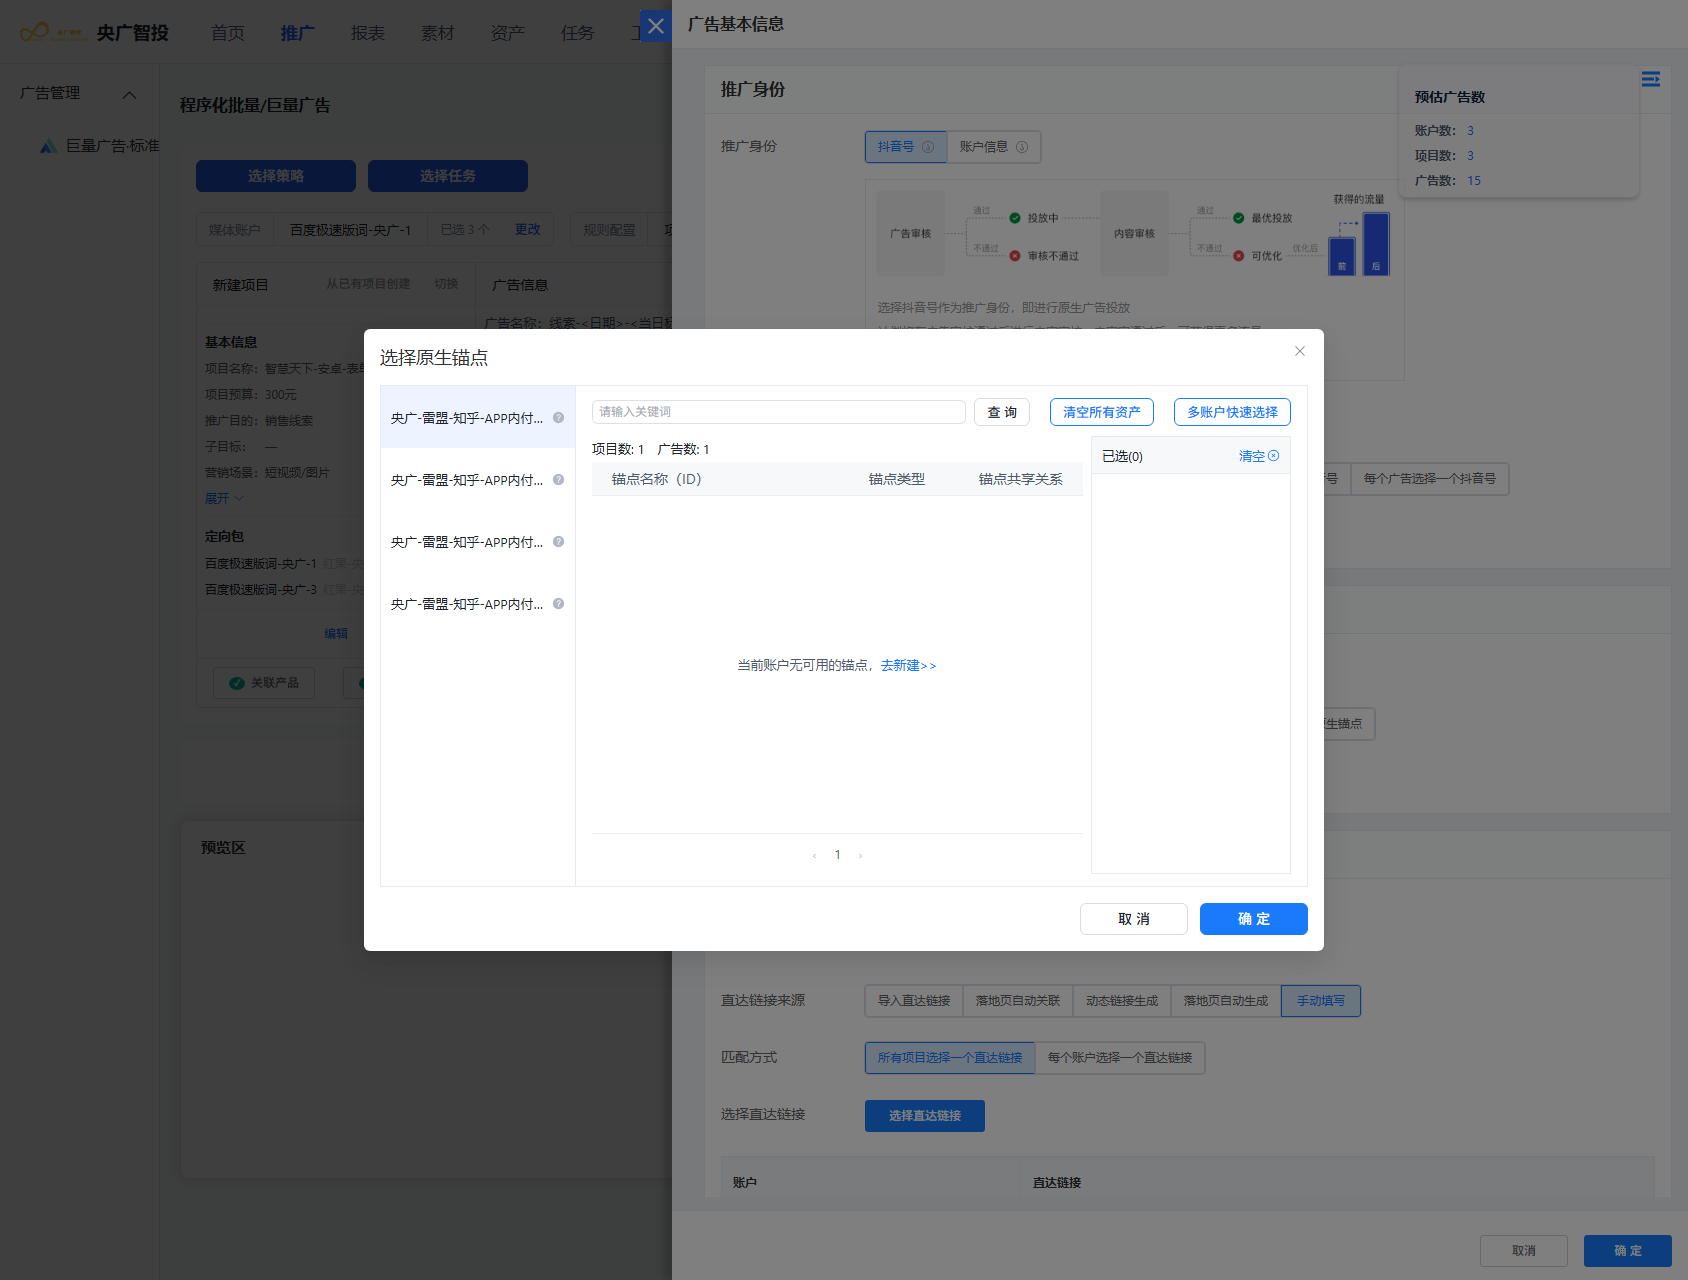 央广智投
首页
推广
报表
素材
资产
任务
广告基本信息
广告管理
巨量广告·标准
程序化批量/巨量广告
选择策略
选择任务
媒体账户
百度极速版词-央广-1
已选 3 个
更改
规则配置
新建项目
从已有项目创建
切换
广告信息
广告名称：线索-<日期>-<当日标
基本信息
项目名称：智慧天下-安卓-表单
项目预算：300元
推广目的：销售线索
子目标： —
营销场景：短视频/图片
展开
定向包
百度极速版词-央广-1 红果-央
百度极速版词-央广-3 红果-央
编辑
关联产品
预览区
推广身份
推广身份
抖音号
账户信息
预估广告数
账户数： 3
项目数： 3
广告数： 15
广告审核
通过
投放中
不通过
审核不通过
内容审核
通过
最优投放
不通过
可优化
优化后
获得的流量
前
后
选择抖音号作为推广身份，即进行原生广告投放
号
每个广告选择一个抖音号
生锚点
选择原生锚点
央广-雷盟-知乎-APP内付...
央广-雷盟-知乎-APP内付...
央广-雷盟-知乎-APP内付...
央广-雷盟-知乎-APP内付...
请输入关键词
查 询
清空所有资产
多账户快速选择
项目数: 1 广告数: 1
锚点名称（ID）
锚点类型
锚点共享关系
已选(0)
清空
当前账户无可用的锚点，去新建>>
1
取 消
确 定
直达链接来源
导入直达链接
落地页自动关联
动态链接生成
落地页自动生成
手动填写
匹配方式
所有项目选择一个直达链接
每个账户选择一个直达链接
选择直达链接
选择直达链接
账户
直达链接
取消
确 定